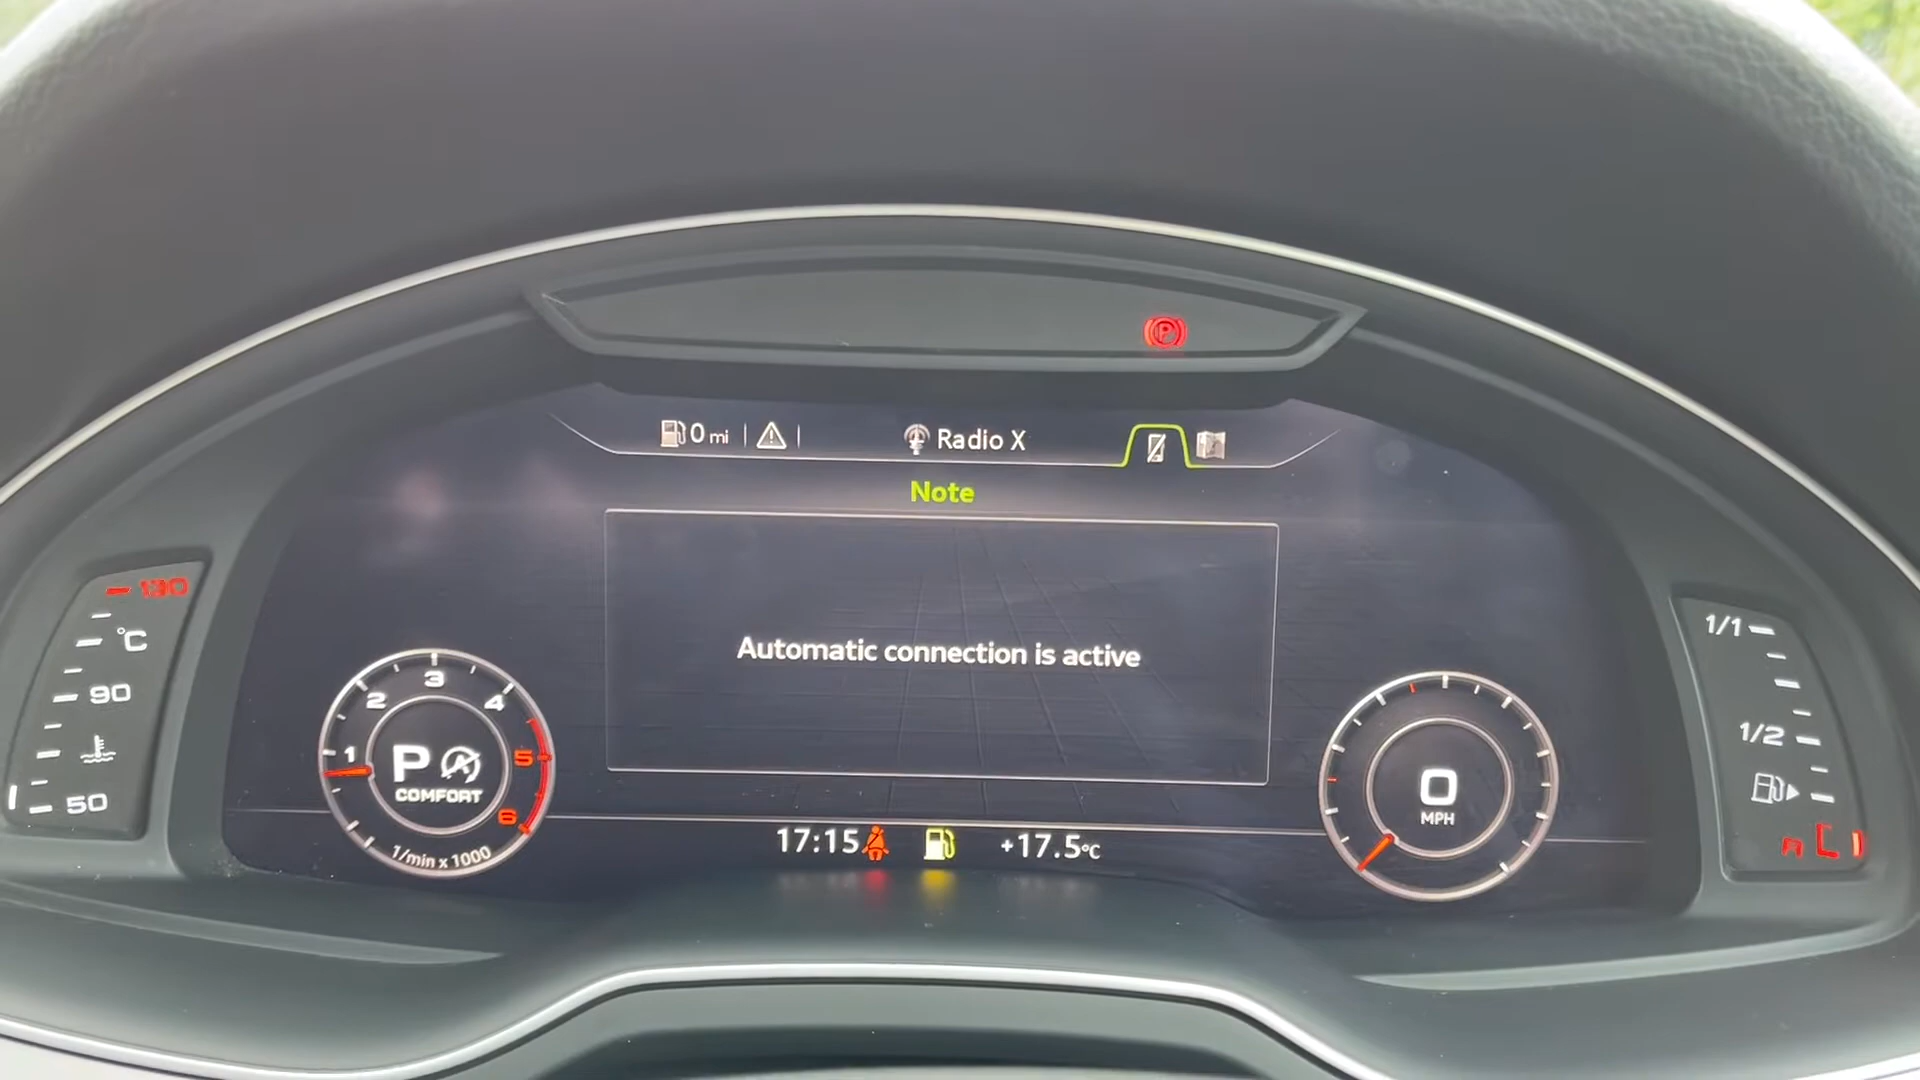 P
0 mi
Radio X
Note
Automatic connection is active
130
°C
90
50
1
2
3
4
5
6
P
COMFORT
1/min x 1000
17:15
+17.5°C
0
MPH
1/1
1/2